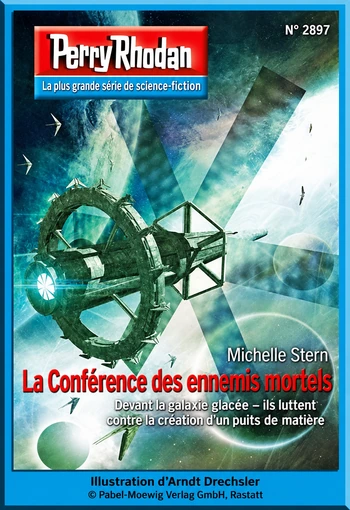 Perry Rhodan
N° 2897
La plus grande série de science-fiction
Michelle Stern
La Conférence des ennemis mortels
Devant la galaxie glacée – ils luttent
contre la création d'un puits de matière
Illustration d'Arndt Drechsler
© Pabel-Moewig Verlag GmbH, Rastatt